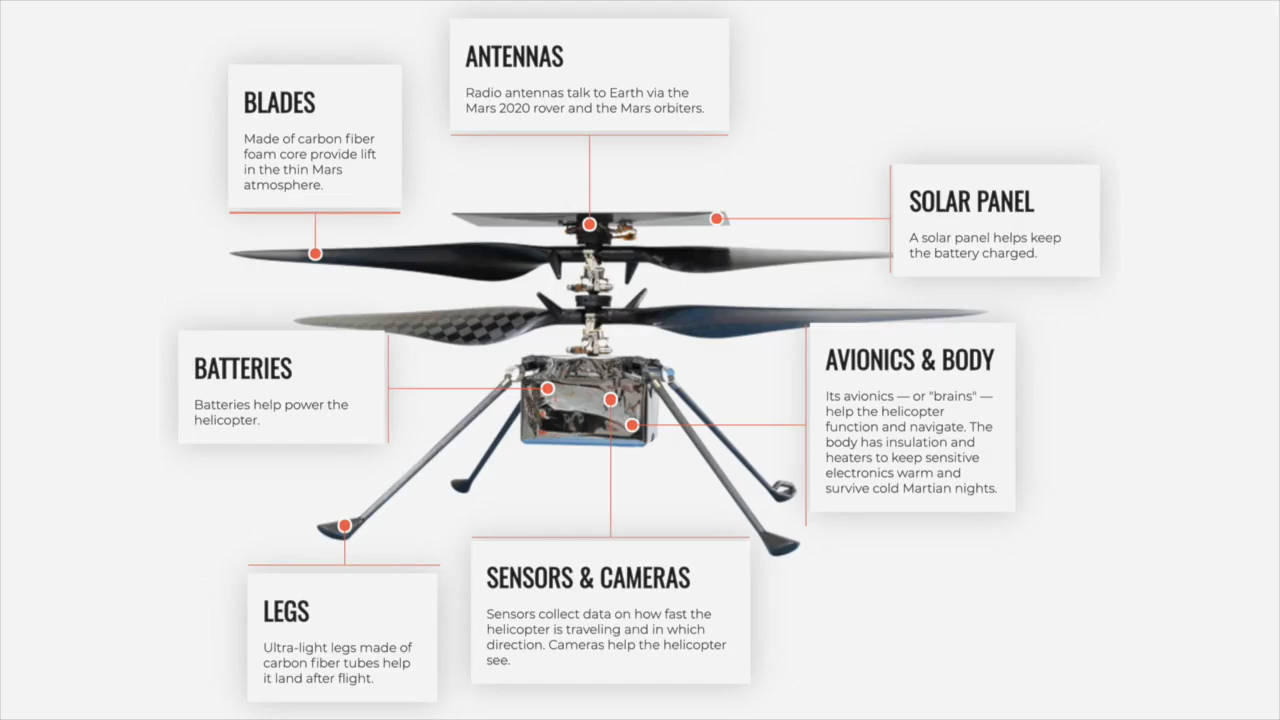 ANTENNAS
Radio antennas talk to Earth via the
Mars 2020 rover and the Mars orbiters.
BLADES
Made of carbon fiber
foam core provide lift
in the thin Mars
atmosphere.
SOLAR PANEL
A solar panel helps keep
the battery charged.
BATTERIES
Batteries help power the
helicopter.
AVIONICS & BODY
Its avionics — or "brains" —
help the helicopter
function and navigate. The
body has insulation and
heaters to keep sensitive
electronics warm and
survive cold Martian nights.
LEGS
Ultra-light legs made of
carbon fiber tubes help
it land after flight.
SENSORS & CAMERAS
Sensors collect data on how fast the
helicopter is traveling and in which
direction. Cameras help the helicopter
see.